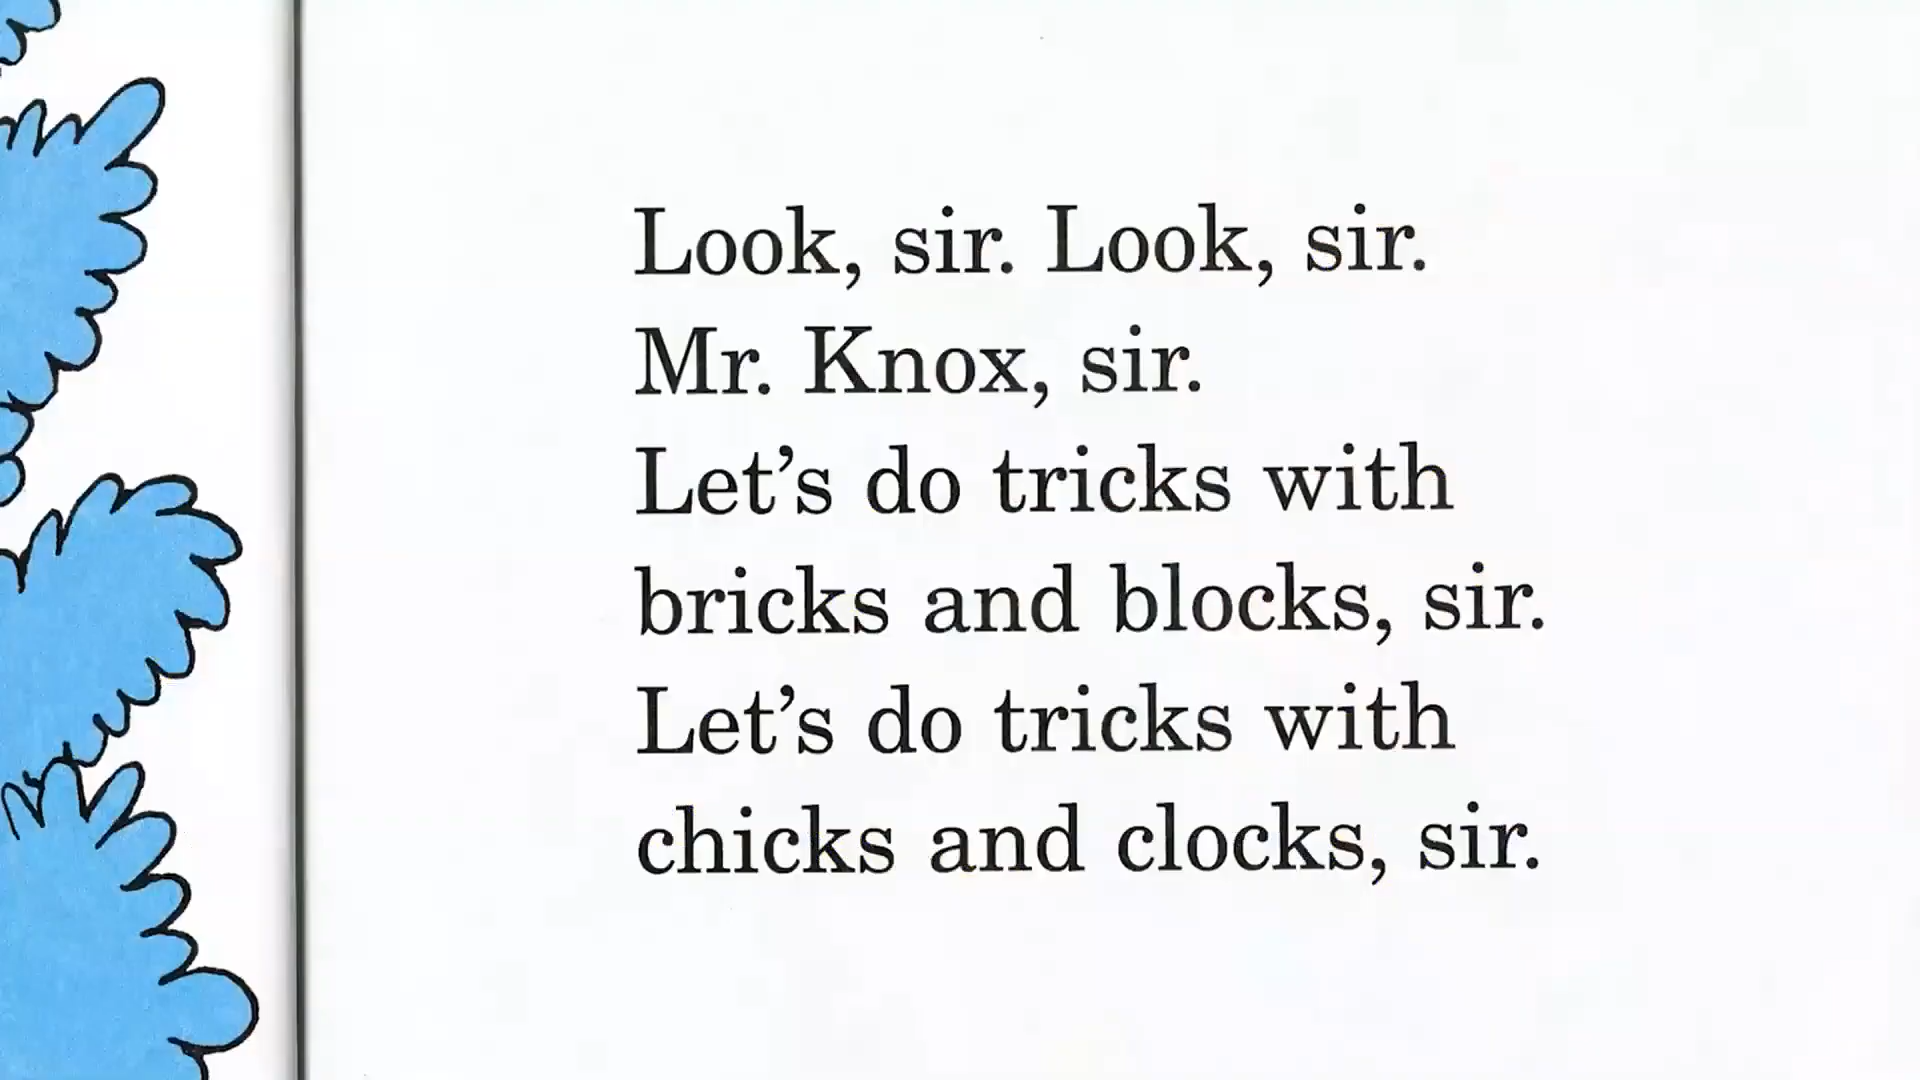 Look, sir. Look, sir.
Mr. Knox, sir.
Let’s do tricks with
bricks and blocks, sir.
Let’s do tricks with
chicks and clocks, sir.